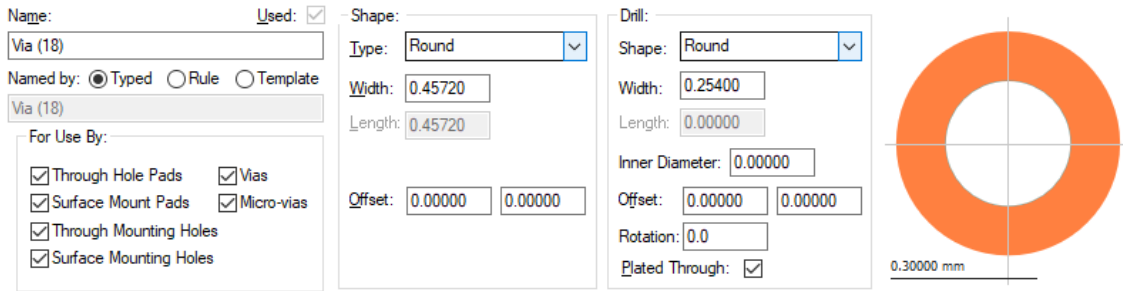 Name:
Used:
Via (18)
Named by:
Typed
Rule
Template
Via (18)
For Use By:
Through Hole Pads
Vias
Surface Mount Pads
Micro-vias
Through Mounting Holes
Surface Mounting Holes
Shape:
Type:
Round
Width:
0.45720
Length:
0.45720
Offset:
0.00000
0.00000
Drill:
Shape:
Round
Width:
0.25400
Length:
0.00000
Inner Diameter:
0.00000
Offset:
0.00000
0.00000
Rotation:
0.0
Plated Through:
0.30000 mm